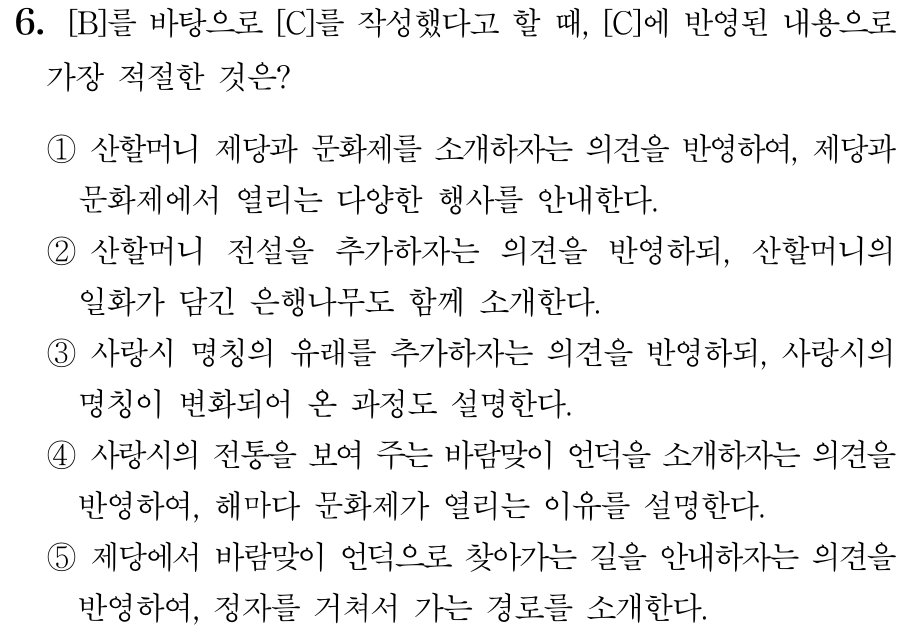 6. [B]를 바탕으로 [C]를 작성했다고 할 때, [C]에 반영된 내용으로
가장 적절한 것은?
① 산할머니 제당과 문화제를 소개하자는 의견을 반영하여, 제당과
문화제에서 열리는 다양한 행사를 안내한다.
② 산할머니 전설을 추가하자는 의견을 반영하되, 산할머니의
일화가 담긴 은행나무도 함께 소개한다.
③ 사랑시 명칭의 유래를 추가하자는 의견을 반영하되, 사랑시의
명칭이 변화되어 온 과정도 설명한다.
④ 사랑시의 전통을 보여 주는 바람맞이 언덕을 소개하자는 의견을
반영하여, 해마다 문화제가 열리는 이유를 설명한다.
⑤ 제당에서 바람맞이 언덕으로 찾아가는 길을 안내하자는 의견을
반영하여, 정자를 거쳐서 가는 경로를 소개한다.